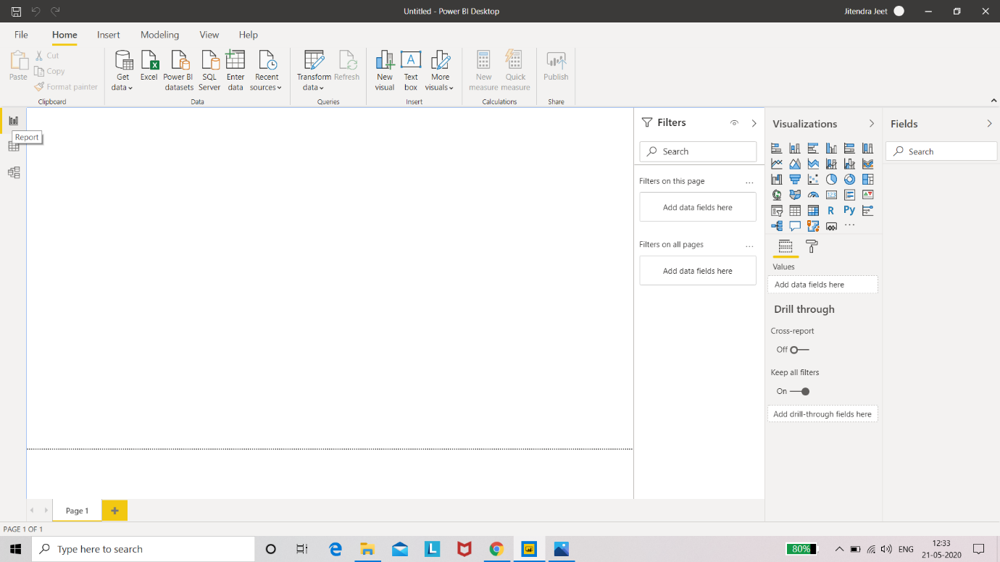 Untitled - Power BI Desktop
Jitendra Jeet
File Home Insert Modeling View Help
Paste
Cut
Copy
Format painter
Clipboard
Get data
Excel
Power BI datasets
SQL Server
Enter data
Recent sources
Data
Transform data
Refresh
Queries
New visual
Text box
More visuals
Insert
New measure
Quick measure
Calculations
Publish
Share
Report
Filters
Search
Filters on this page ...
Add data fields here
Filters on all pages ...
Add data fields here
Visualizations
123
R Py
...
Values
Add data fields here
Drill through
Cross-report
Off
Keep all filters
On
Add drill-through fields here
Fields
Search
Page 1 +
PAGE 1 OF 1
Type here to search
L
80%
ENG
12:33
21-05-2020